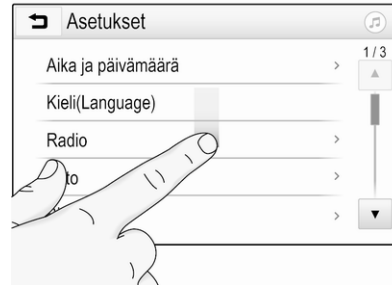 Asetukset
1/3
Aika ja päivämäärä
Kieli(Language)
Radio